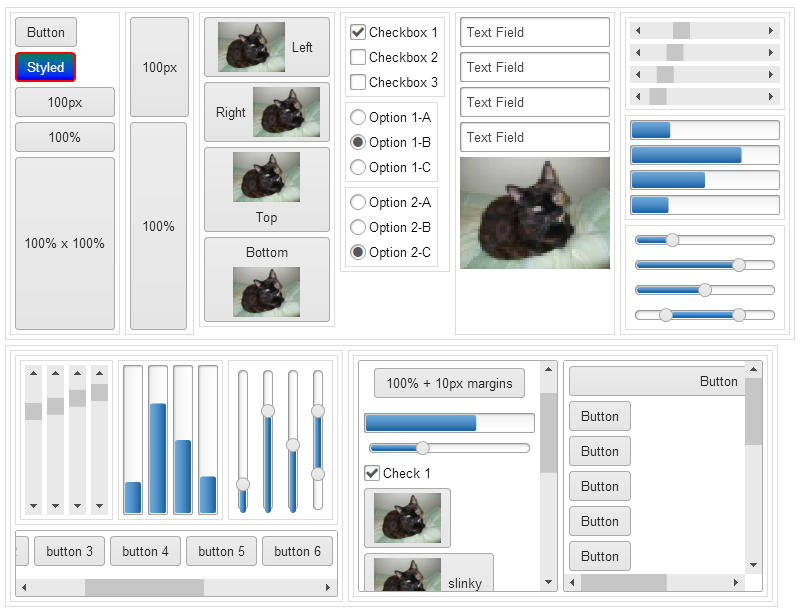 Button
Styled
100px
100%
100% x 100%
100px
100%
Left
Right
Top
Bottom
Checkbox 1
Checkbox 2
Checkbox 3
Option 1-A
Option 1-B
Option 1-C
Option 2-A
Option 2-B
Option 2-C
Text Field
Text Field
Text Field
Text Field
button 3
button 4
button 5
button 6
100% + 10px margins
Check 1
slinky
Button
Button
Button
Button
Button
Button